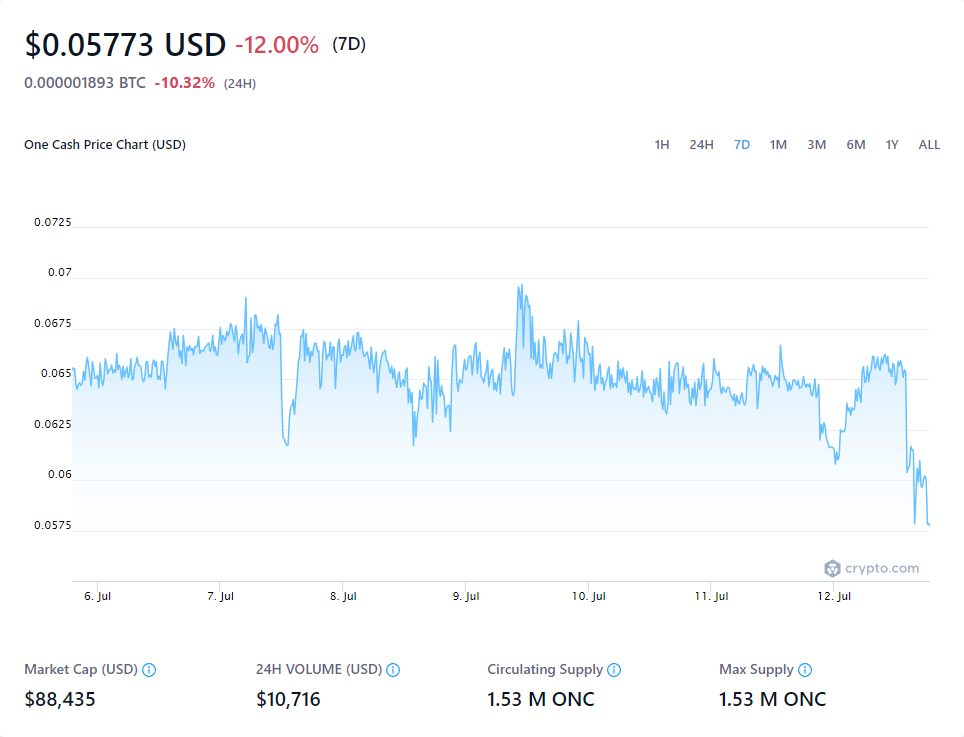 $0.05773 USD -12.00% (7D)
0.000001893 BTC -10.32% (24H)
One Cash Price Chart (USD) 1H 24H 7D 1M 3M 6M 1Y ALL
0.0725
0.07
0.0675
0.065
0.0625
0.06
0.0575
crypto.com
6. Jul 7. Jul 8. Jul 9. Jul 10. Jul 11. Jul 12. Jul
Market Cap (USD) 24H VOLUME (USD) Circulating Supply Max Supply
$88,435 $10,716 1.53 M ONC 1.53 M ONC